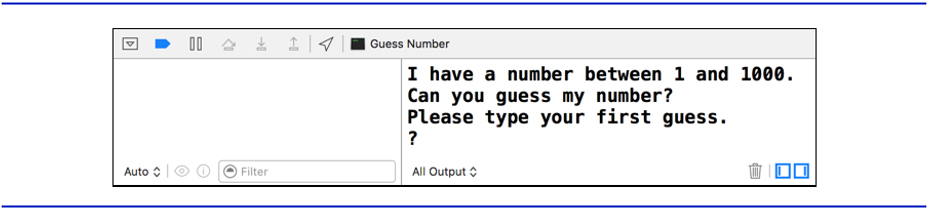 Guess Number
I have a number between 1 and 1000.
Can you guess my number?
Please type your first guess.
?
Auto
Filter
All Output